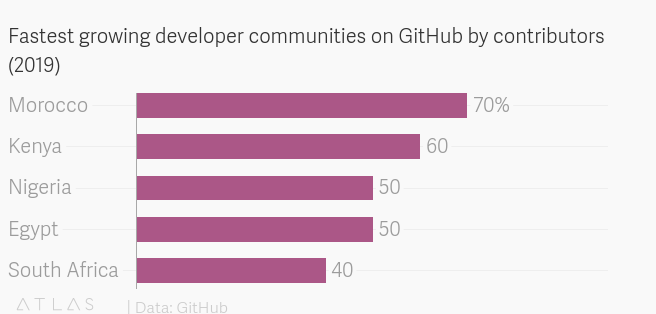 Fastest growing developer communities on GitHub by contributors
(2019)
Morocco 70%
Kenya 60
Nigeria 50
Egypt 50
South Africa 40
ATLAS | Data: GitHub